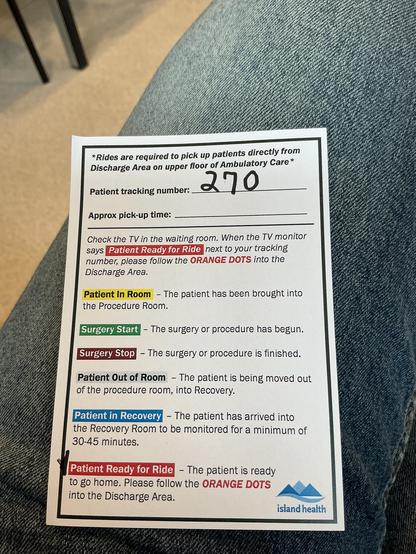 *Rides are required to pick up patients directly from
Discharge Area on upper floor of Ambulatory Care*
Patient tracking number: 270
Approx pick-up time:
Check the TV in the waiting room. When the TV monitor
says Patient Ready for Ride next to your tracking
number, please follow the ORANGE DOTS into the
Discharge Area.
Patient In Room – The patient has been brought into
the Procedure Room.
Surgery Start – The surgery or procedure has begun.
Surgery Stop – The surgery or procedure is finished.
Patient Out of Room – The patient is being moved out
of the procedure room, into Recovery.
Patient in Recovery – The patient has arrived into
the Recovery Room to be monitored for a minimum of
30-45 minutes.
Patient Ready for Ride – The patient is ready
to go home. Please follow the ORANGE DOTS
into the Discharge Area.
island health